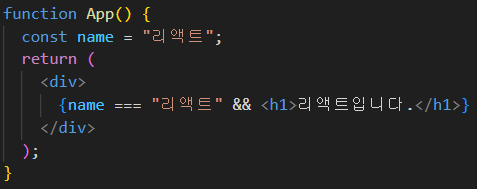 function App() {
  const name = "리액트";
  return (
    <div>
      {name === "리액트" && <h1>리액트입니다.</h1>}
    </div>
  );
}